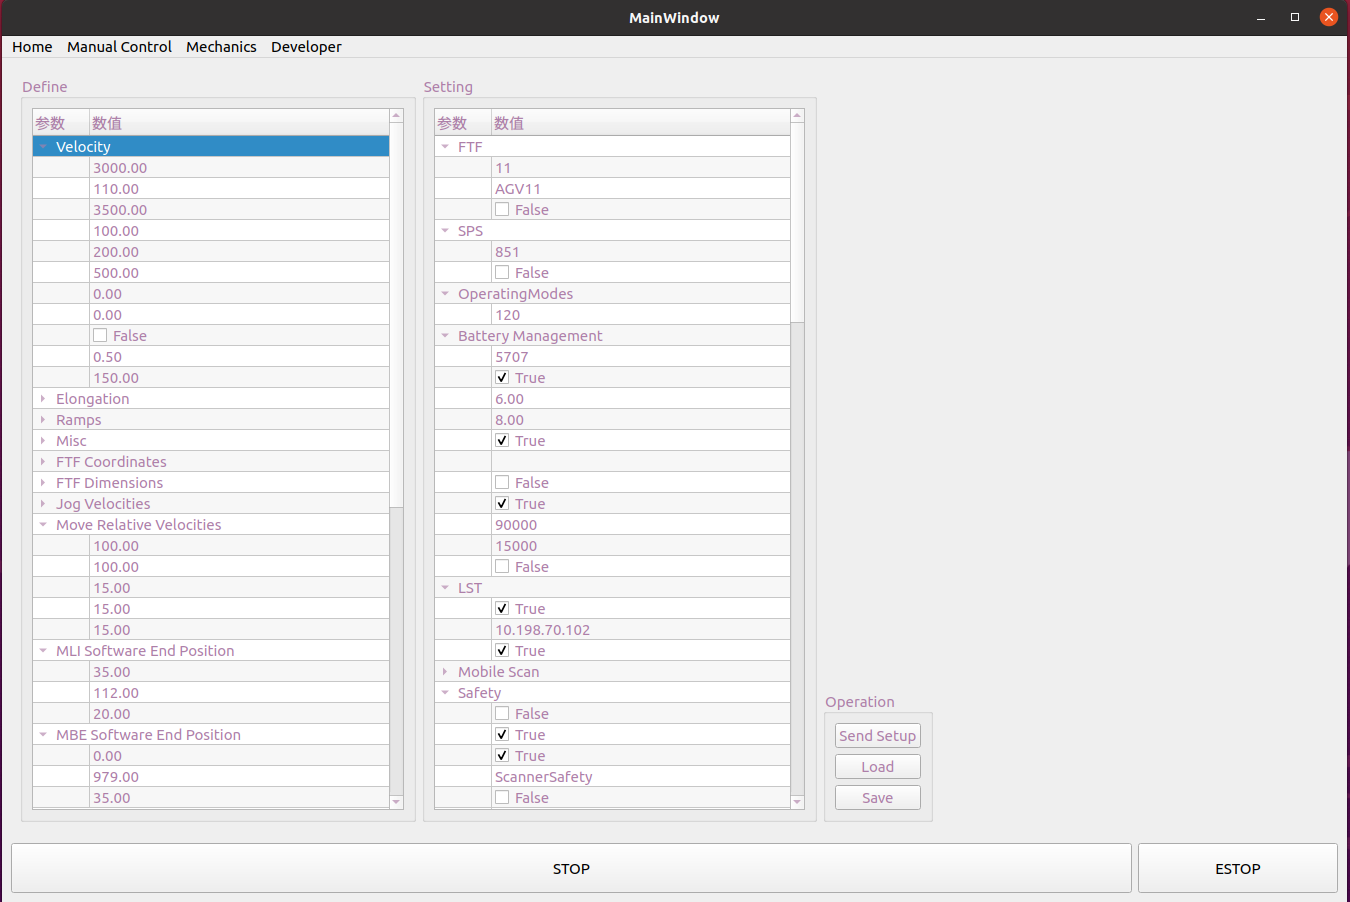 MainWindow
Home Manual Control Mechanics Developer
Define
参数 数值
Velocity
3000.00
110.00
3500.00
100.00
200.00
500.00
0.00
0.00
False
0.50
150.00
Elongation
Ramps
Misc
FTF Coordinates
FTF Dimensions
Jog Velocities
Move Relative Velocities
100.00
100.00
15.00
15.00
15.00
MLI Software End Position
35.00
112.00
20.00
MBE Software End Position
0.00
979.00
35.00
Setting
参数 数值
FTF
11
AGV11
False
SPS
851
False
OperatingModes
120
Battery Management
5707
True
6.00
8.00
True
False
True
90000
15000
False
LST
True
10.198.70.102
True
Mobile Scan
Safety
False
True
True
ScannerSafety
False
Operation
Send Setup
Load
Save
STOP
ESTOP